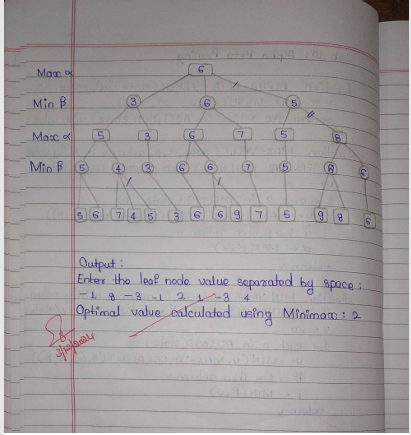 Max α 6
Min β 3 6 5
Max α 5 3 6 7 5 8
Min β 5 4 3 6 6 7 5 8 6
5 6 7 4 5 3 6 6 9 7 5 9 8 6
Output :
Enter the leaf node value separated by space :
-1 8 -3 -1 2 1 -3 4
Optimal value calculated using Minimax : 2